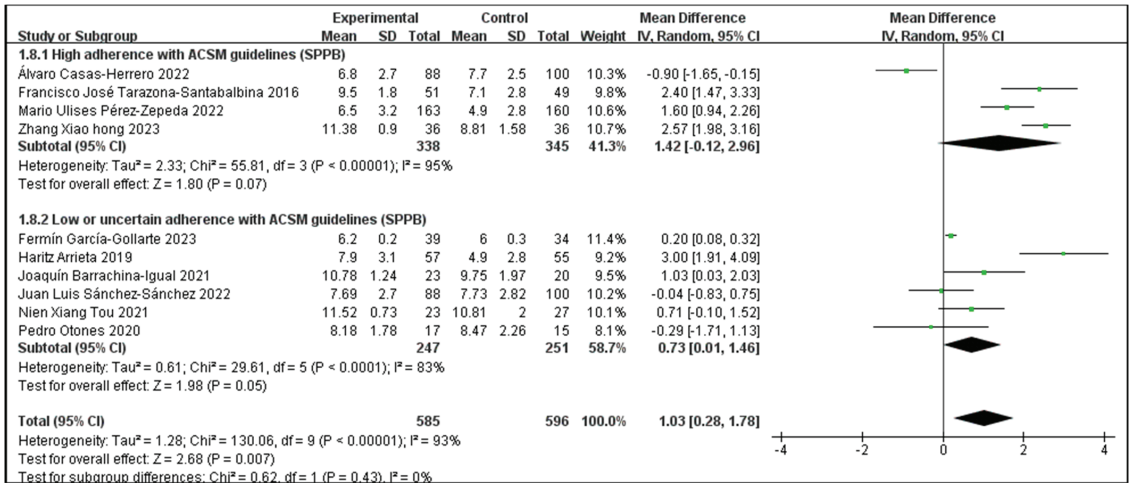 Experimental Control Mean Difference Mean Difference
Study or Subgroup Mean SD Total Mean SD Total Weight IV, Random, 95% CI IV, Random, 95% CI
1.8.1 High adherence with ACSM guidelines (SPPB)
Álvaro Casas-Herrero 2022 6.8 2.7 88 7.7 2.5 100 10.3% -0.90 [-1.65, -0.15]
Francisco José Tarazona-Santabalbina 2016 9.5 1.8 51 7.1 2.8 49 9.8% 2.40 [1.47, 3.33]
Mario Ulises Pérez-Zepeda 2022 6.5 3.2 163 4.9 2.8 160 10.6% 1.60 [0.94, 2.26]
Zhang Xiao hong 2023 11.38 0.9 36 8.81 1.58 36 10.7% 2.57 [1.98, 3.16]
Subtotal (95% CI) 338 345 41.3% 1.42 [-0.12, 2.96]
Heterogeneity: Tau² = 2.33; Chi² = 55.81, df = 3 (P < 0.00001); I² = 95%
Test for overall effect: Z = 1.80 (P = 0.07)
1.8.2 Low or uncertain adherence with ACSM guidelines (SPPB)
Fermín García-Gollarte 2023 6.2 0.2 39 6 0.3 34 11.4% 0.20 [0.08, 0.32]
Haritz Arrieta 2019 7.9 3.1 57 4.9 2.8 55 9.2% 3.00 [1.91, 4.09]
Joaquín Barrachina-Igual 2021 10.78 1.24 23 9.75 1.97 20 9.5% 1.03 [0.03, 2.03]
Juan Luis Sánchez-Sánchez 2022 7.69 2.7 88 7.73 2.82 100 10.2% -0.04 [-0.83, 0.75]
Nien Xiang Tou 2021 11.52 0.73 23 10.81 2 27 10.1% 0.71 [-0.10, 1.52]
Pedro Otones 2020 8.18 1.78 17 8.47 2.26 15 8.1% -0.29 [-1.71, 1.13]
Subtotal (95% CI) 247 251 58.7% 0.73 [0.01, 1.46]
Heterogeneity: Tau² = 0.61; Chi² = 29.61, df = 5 (P < 0.0001); I² = 83%
Test for overall effect: Z = 1.98 (P = 0.05)
Total (95% CI) 585 596 100.0% 1.03 [0.28, 1.78]
Heterogeneity: Tau² = 1.28; Chi² = 130.06, df = 9 (P < 0.00001); I² = 93%
Test for overall effect: Z = 2.68 (P = 0.007)
Test for subgroup differences: Chi² = 0.62, df = 1 (P = 0.43), I² = 0%
-4 -2 0 2 4